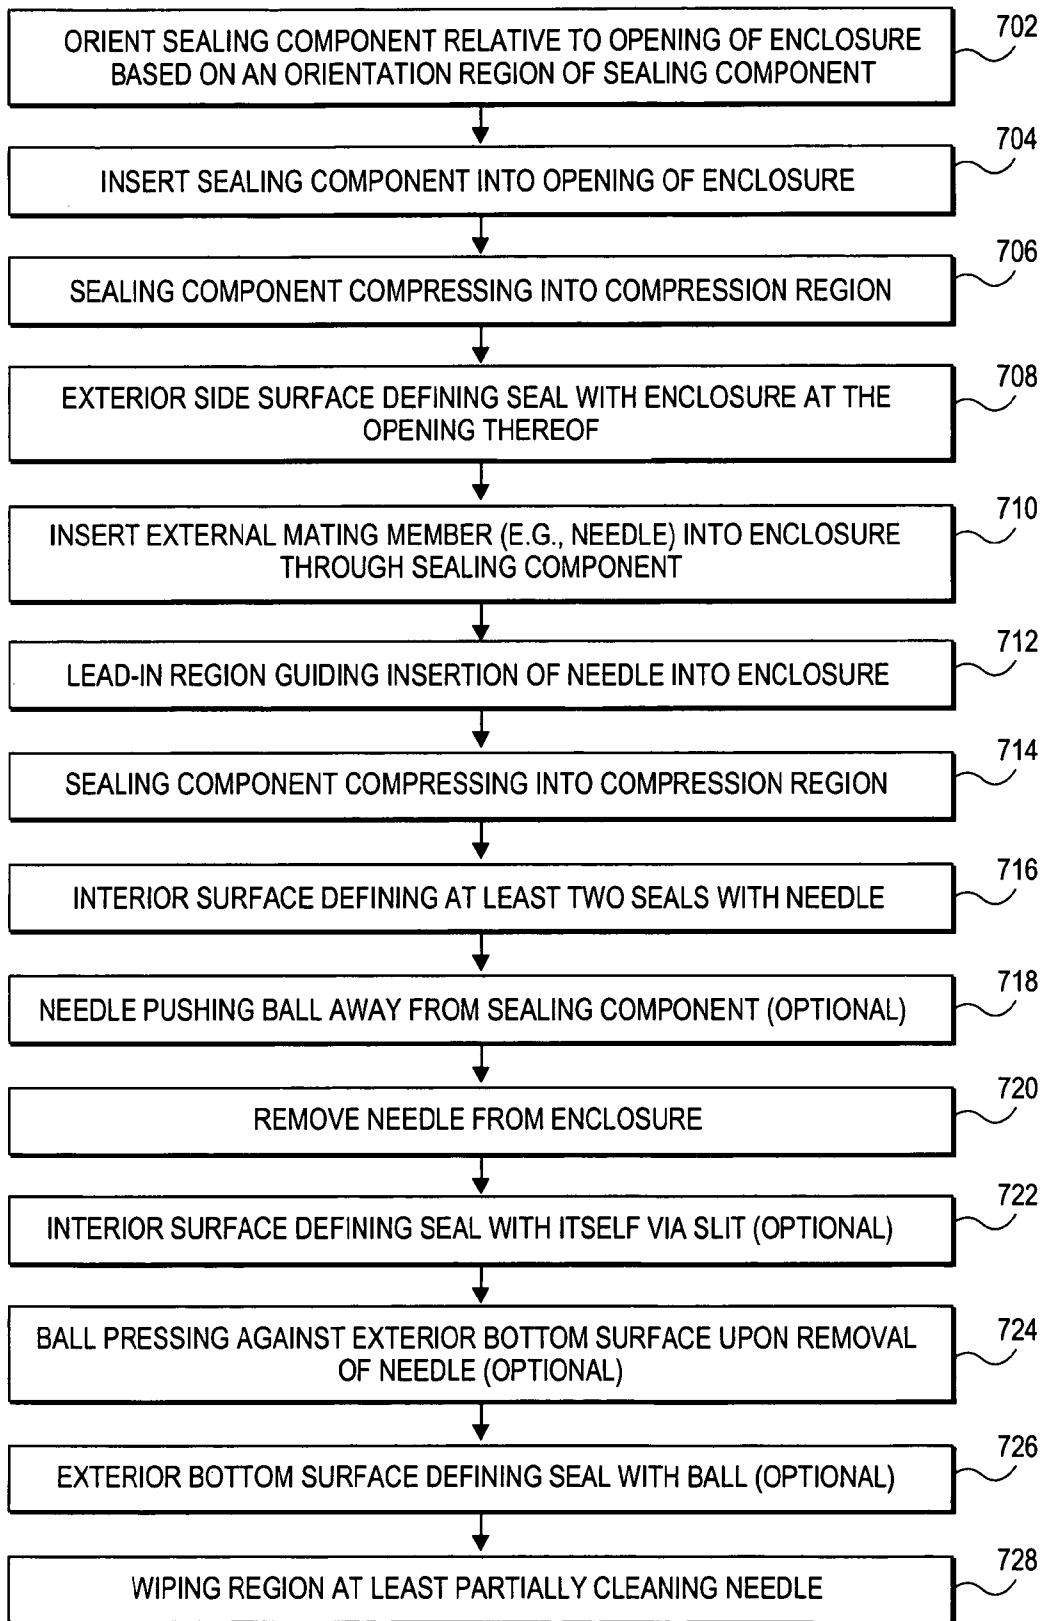 ORIENT SEALING COMPONENT RELATIVE TO OPENING OF ENCLOSURE
BASED ON AN ORIENTATION REGION OF SEALING COMPONENT
702
INSERT SEALING COMPONENT INTO OPENING OF ENCLOSURE
704
SEALING COMPONENT COMPRESSING INTO COMPRESSION REGION
706
EXTERIOR SIDE SURFACE DEFINING SEAL WITH ENCLOSURE AT THE
OPENING THEREOF
708
INSERT EXTERNAL MATING MEMBER (E.G., NEEDLE) INTO ENCLOSURE
THROUGH SEALING COMPONENT
710
LEAD-IN REGION GUIDING INSERTION OF NEEDLE INTO ENCLOSURE
712
SEALING COMPONENT COMPRESSING INTO COMPRESSION REGION
714
INTERIOR SURFACE DEFINING AT LEAST TWO SEALS WITH NEEDLE
716
NEEDLE PUSHING BALL AWAY FROM SEALING COMPONENT (OPTIONAL)
718
REMOVE NEEDLE FROM ENCLOSURE
720
INTERIOR SURFACE DEFINING SEAL WITH ITSELF VIA SLIT (OPTIONAL)
722
BALL PRESSING AGAINST EXTERIOR BOTTOM SURFACE UPON REMOVAL
OF NEEDLE (OPTIONAL)
724
EXTERIOR BOTTOM SURFACE DEFINING SEAL WITH BALL (OPTIONAL)
726
WIPING REGION AT LEAST PARTIALLY CLEANING NEEDLE
728